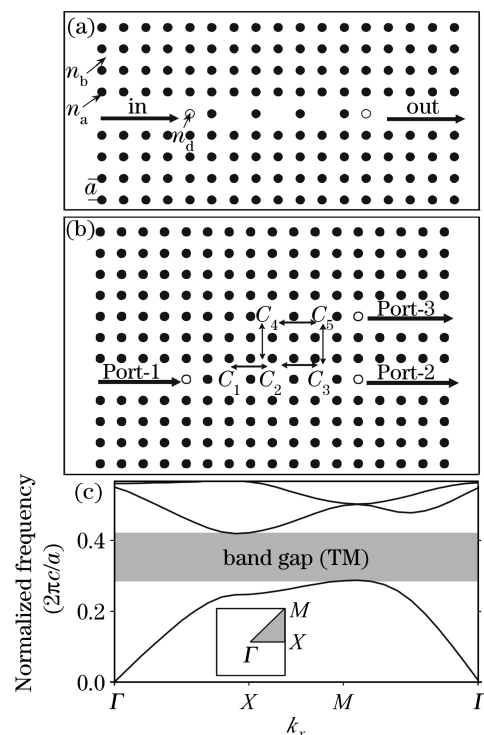 (a)
n_b
n_a
in
n_d
out
a
(b)
C_4 C_5
Port-3
Port-1
C_1 C_2 C_3
Port-2
(c)
Normalized frequency
(2πc/a)
0.4
band gap (TM)
0.2
M
Γ X
0.0
Γ X M Γ
k_x